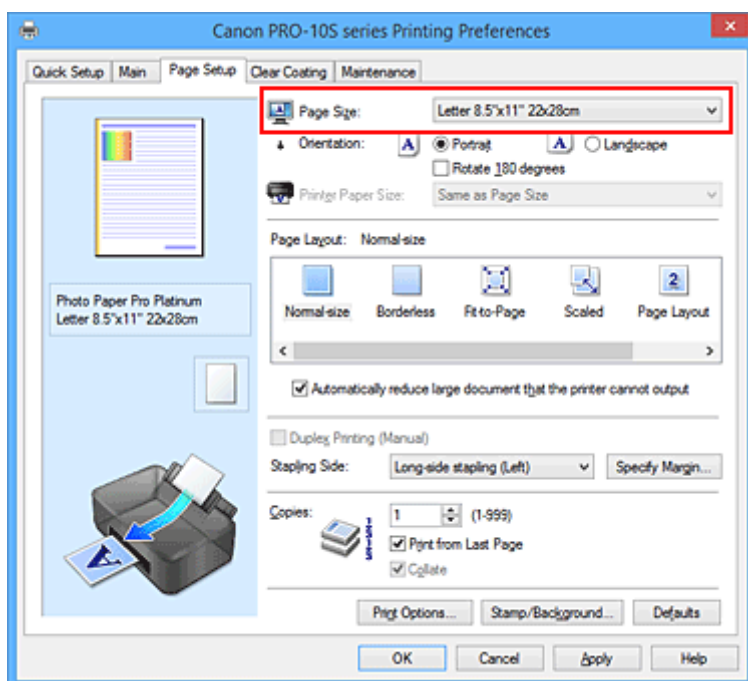 Canon PRO-10S series Printing Preferences
Quick Setup Main Page Setup Clear Coating Maintenance
Page Size: Letter 8.5"x11" 22x28cm
Orientation: A Portrait A Landscape
Rotate 180 degrees
Printer Paper Size: Same as Page Size
Page Layout: Normal-size
2
Normal-size Borderless Fit-to-Page Scaled Page Layout
Photo Paper Pro Platinum
Letter 8.5"x11" 22x28cm
Automatically reduce large document that the printer cannot output
Duplex Printing (Manual)
Stapling Side: Long-side stapling (Left) Specify Margin...
Copies: 1 (1-999)
Print from Last Page
Collate
A
Print Options... Stamp/Background... Defaults
OK Cancel Apply Help